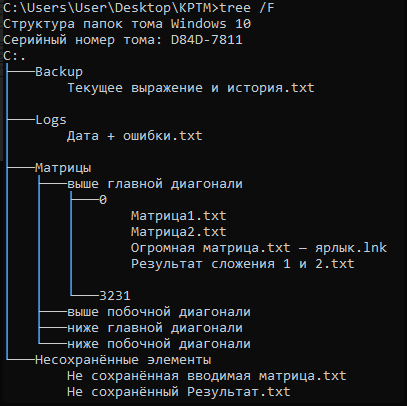 C:\Users\User\Desktop\KPTM>tree /F
Структура папок тома Windows 10
Серийный номер тома: D84D-7811
C:.
├───Backup
│       Текущее выражение и история.txt
│
├───Logs
│       Дата + ошибки.txt
│
├───Матрицы
│   ├───выше главной диагонали
│   │   ├───0
│   │   │       Матрица1.txt
│   │   │       Матрица2.txt
│   │   │       Огромная матрица.txt — ярлык.lnk
│   │   │       Результат сложения 1 и 2.txt
│   │   │
│   │   └───3231
│   ├───выше побочной диагонали
│   ├───ниже главной диагонали
│   └───ниже побочной диагонали
└───Несохранённые элементы
        Не сохранённая вводимая матрица.txt
        Не сохранённый Результат.txt